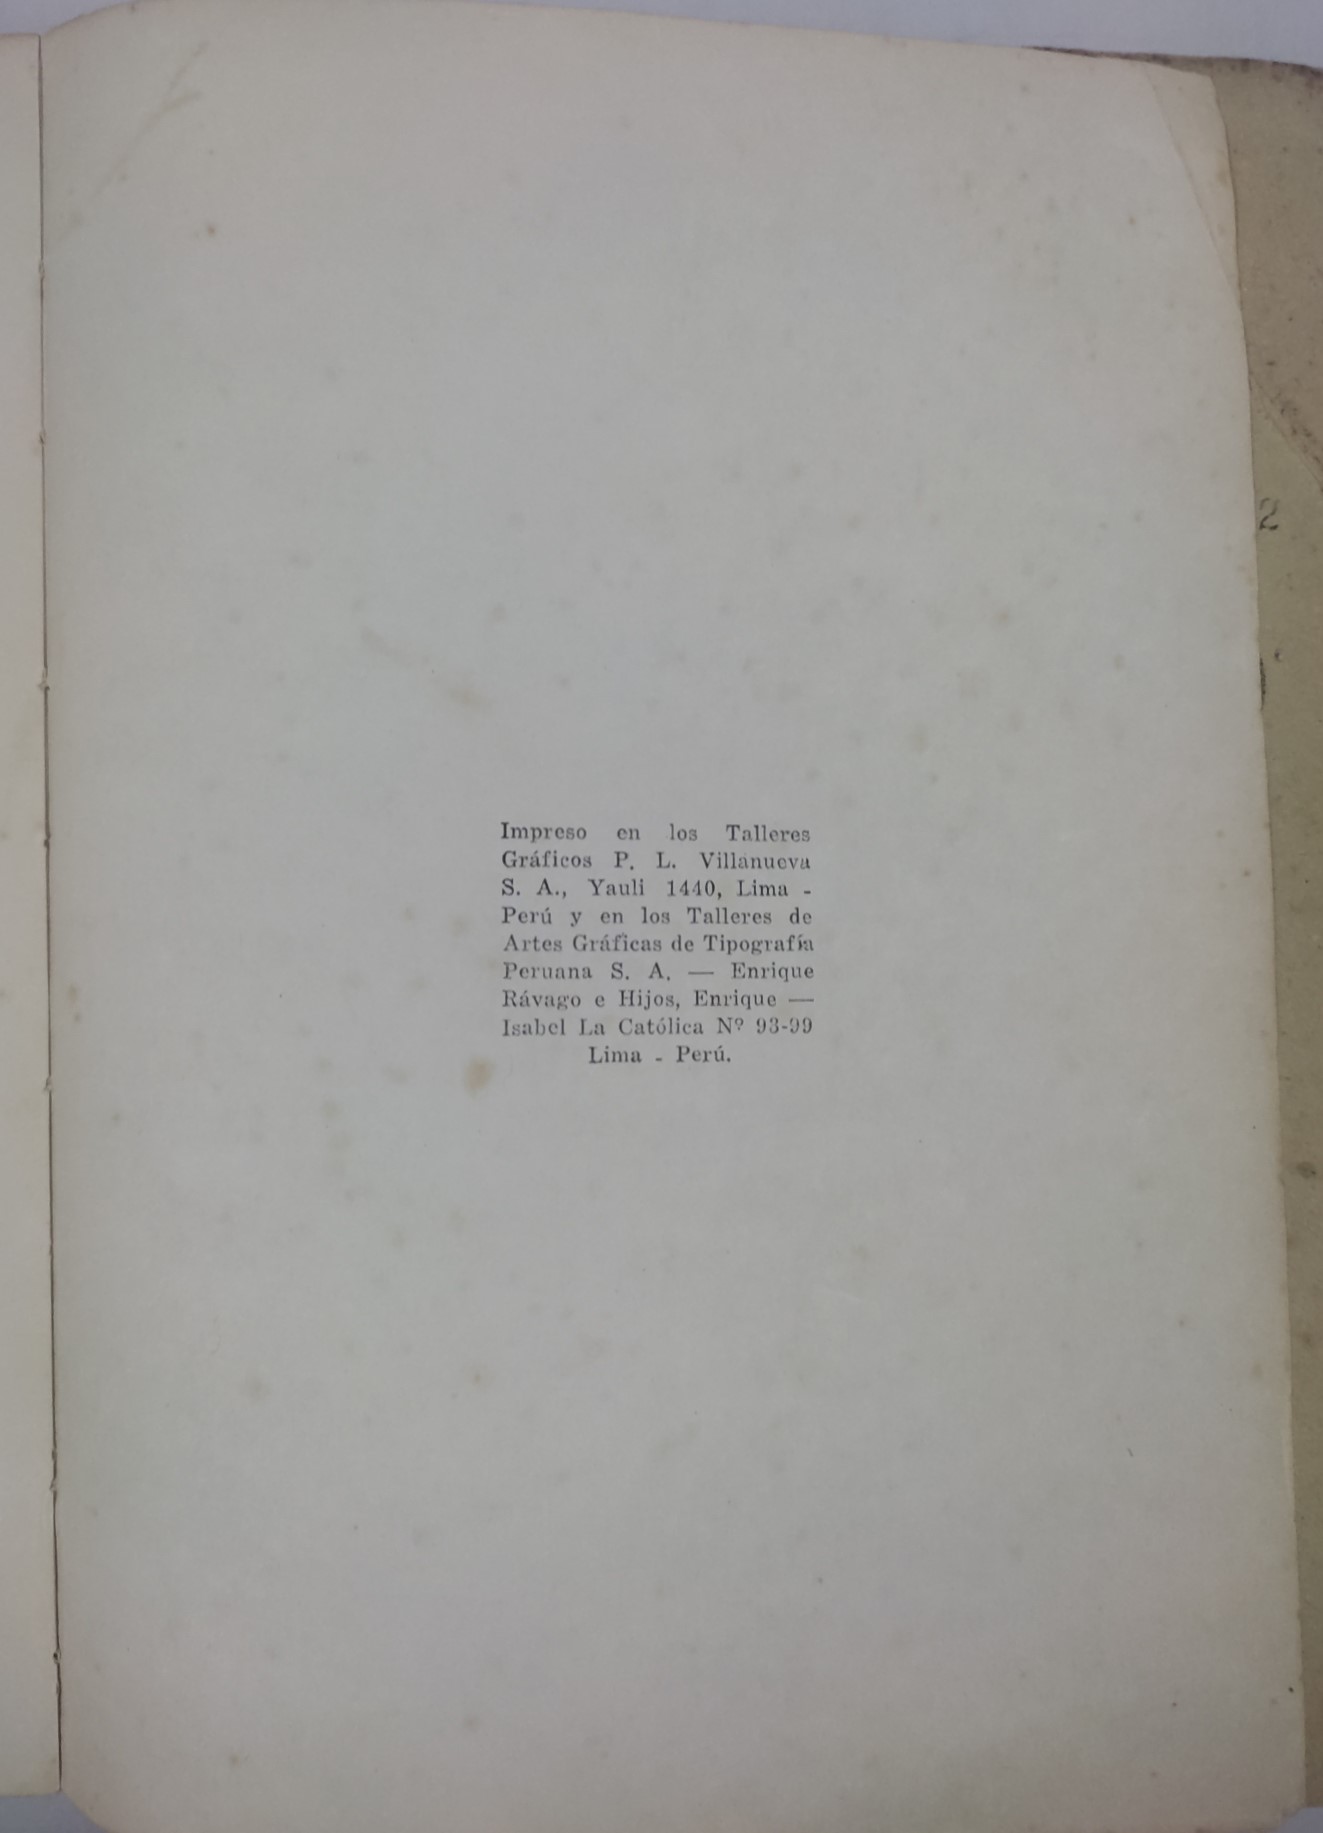 Impreso en los Talleres
Gráficos P. L. Villanueva
S. A., Yauli 1440, Lima -
Perú y en los Talleres de
Artes Gráficas de Tipografía
Peruana S. A. — Enrique
Rávago e Hijos, Enrique —
Isabel La Católica Nº 93-99
Lima - Perú.
2